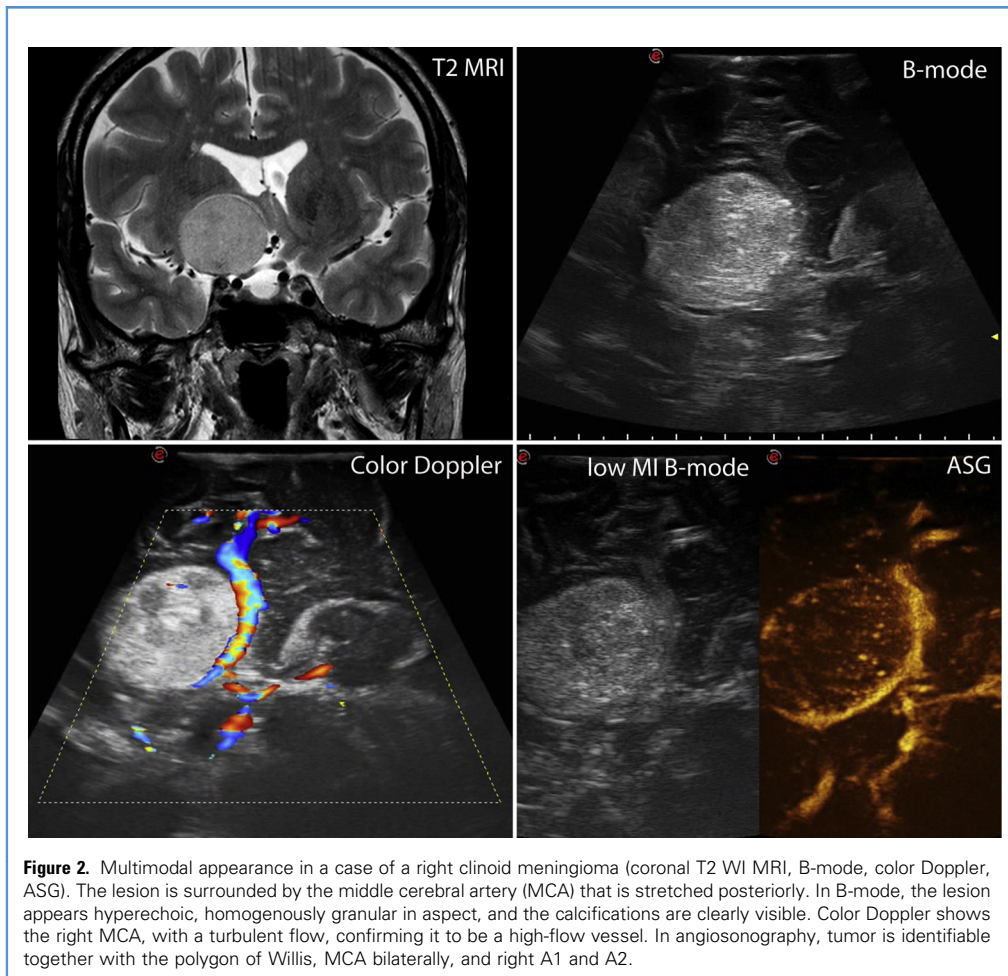 T2 MRI
e
B-mode
Color Doppler
e
low MI B-mode
e
ASG
e
Figure 2. Multimodal appearance in a case of a right clinoid meningioma (coronal T2 WI MRI, B-mode, color Doppler,
ASG). The lesion is surrounded by the middle cerebral artery (MCA) that is stretched posteriorly. In B-mode, the lesion
appears hyperechoic, homogenously granular in aspect, and the calcifications are clearly visible. Color Doppler shows
the right MCA, with a turbulent flow, confirming it to be a high-flow vessel. In angiosonography, tumor is identifiable
together with the polygon of Willis, MCA bilaterally, and right A1 and A2.